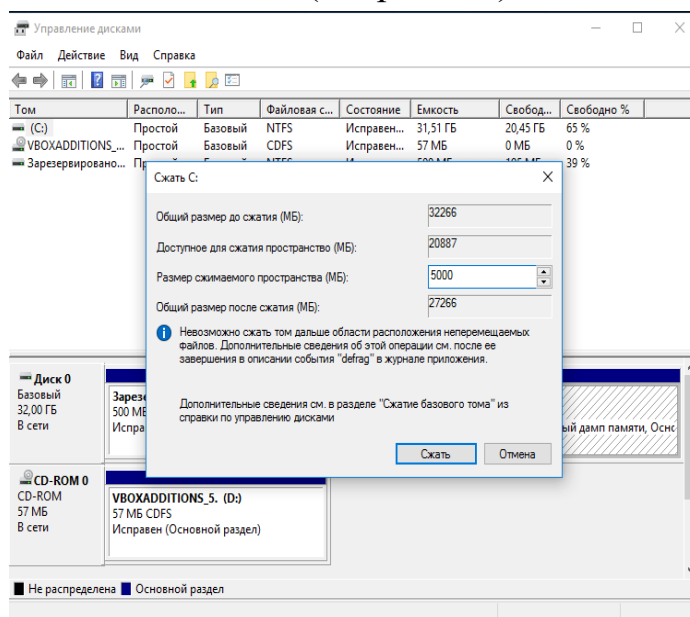 Управление дисками
Файл Действие Вид Справка
Том Располо... Тип Файловая с... Состояние Емкость Свобод... Свободно %
(C:) Простой Базовый NTFS Исправен... 31,51 ГБ 20,45 ГБ 65 %
VBOXADDITIONS_... Простой Базовый CDFS Исправен... 57 МБ 0 МБ 0 %
Зарезервировано... 39 %
Сжать C:
Общий размер до сжатия (МБ): 32266
Доступное для сжатия пространство (МБ): 20887
Размер сжимаемого пространства (МБ): 5000
Общий размер после сжатия (МБ): 27266
Невозможно сжать том дальше области расположения неперемещаемых
файлов. Дополнительные сведения об этой операции см. после ее
завершения в описании события "defrag" в журнале приложения.
Дополнительные сведения см. в разделе "Сжатие базового тома" из
справки по управлению дисками
Сжать Отмена
Диск 0
Базовый
32,00 ГБ
В сети
Зарезе
500 МБ
Испра
ый дамп памяти, Осно
CD-ROM 0
CD-ROM
57 МБ
В сети
VBOXADDITIONS_5. (D:)
57 МБ CDFS
Исправен (Основной раздел)
Не распределена Основной раздел